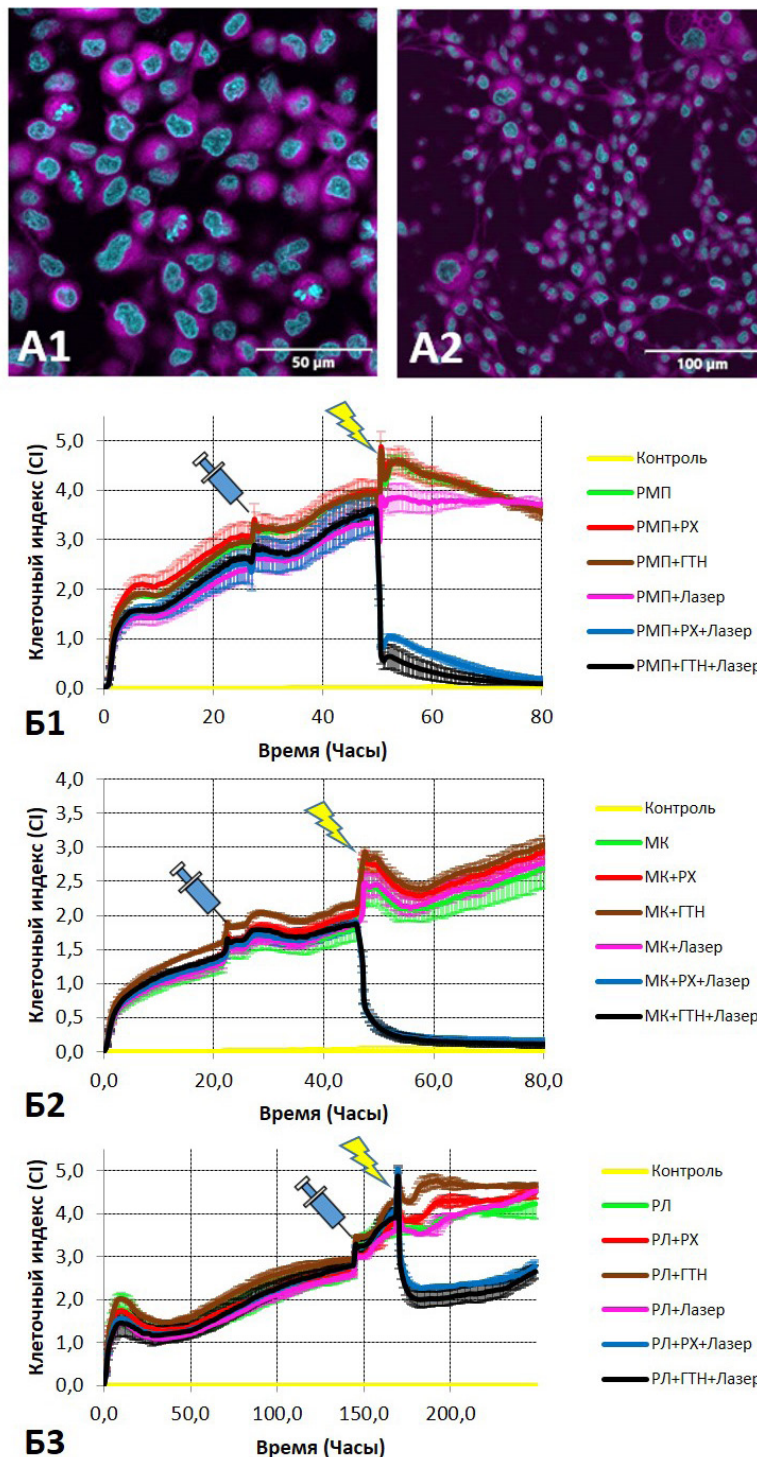 А1
50 µm
А2
100 µm
Клеточный индекс (CI)
5,0
4,0
3,0
2,0
1,0
0,0
0
20
40
60
80
Время (Часы)
Б1
Контроль
РМП
РМП+РХ
РМП+ГТН
РМП+Лазер
РМП+РХ+Лазер
РМП+ГТН+Лазер
Клеточный индекс (CI)
4,0
3,5
3,0
2,5
2,0
1,5
1,0
0,5
0,0
0,0
20,0
40,0
60,0
80,0
Время (Часы)
Б2
Контроль
МК
МК+РХ
МК+ГТН
МК+Лазер
МК+РХ+Лазер
МК+ГТН+Лазер
Клеточный индекс (CI)
5,0
4,0
3,0
2,0
1,0
0,0
0,0
50,0
100,0
150,0
200,0
Время (Часы)
Б3
Контроль
РЛ
РЛ+РХ
РЛ+ГТН
РЛ+Лазер
РЛ+РХ+Лазер
РЛ+ГТН+Лазер